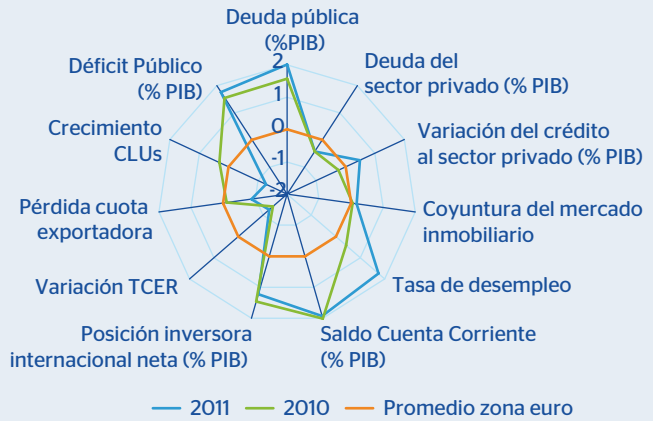 Deuda pública
(%PIB)
Deuda del
sector privado (% PIB)
Variación del crédito
al sector privado (% PIB)
Coyuntura del mercado
inmobiliario
Tasa de desempleo
Saldo Cuenta Corriente
(% PIB)
Posición inversora
internacional neta (% PIB)
Variación TCER
Pérdida cuota
exportadora
Crecimiento
CLUs
Déficit Público
(% PIB)
2
1
0
-1
-2
2011
2010
Promedio zona euro